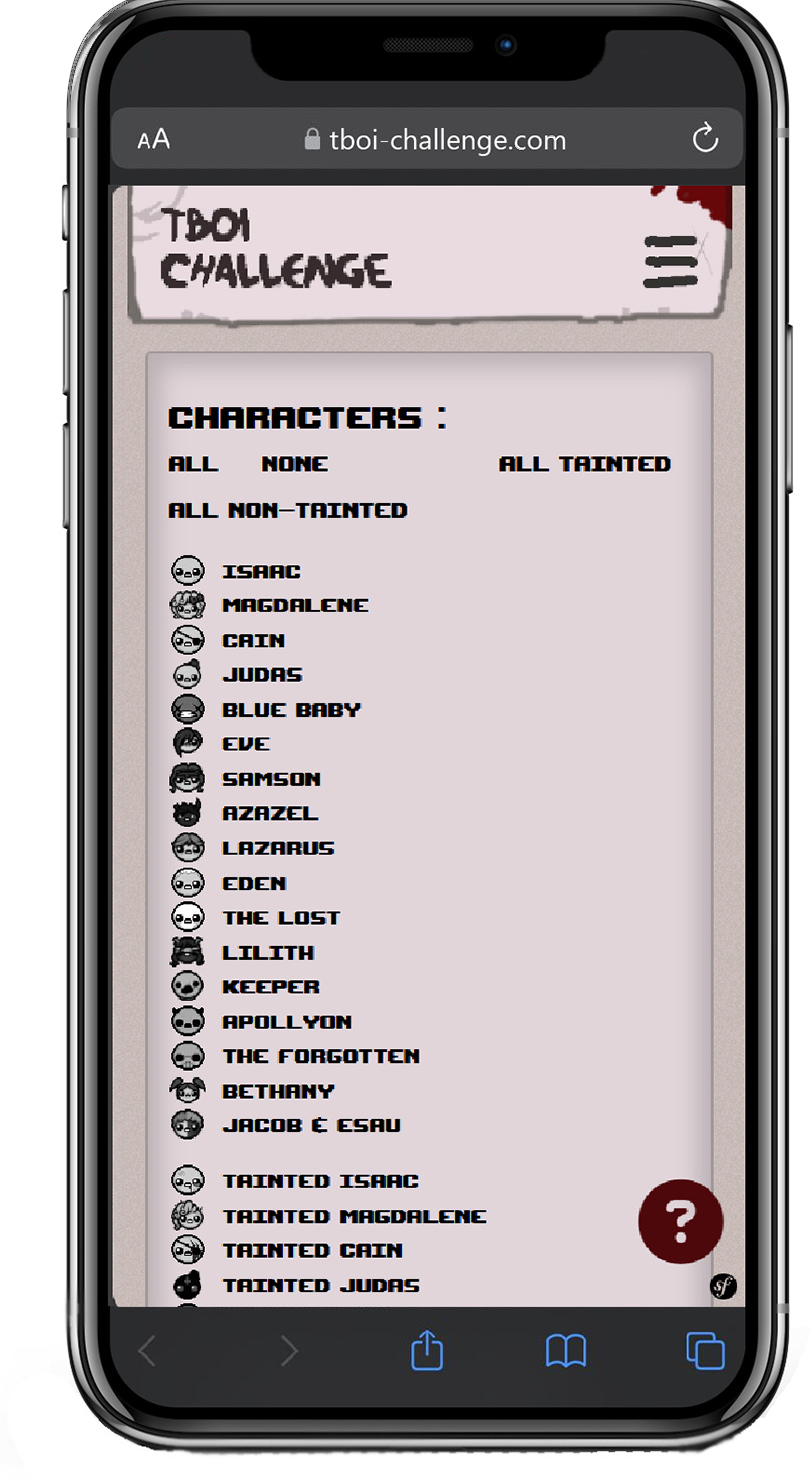 AA tboi-challenge.com
TBOI
CHALLENGE
CHARACTERS :
ALL NONE ALL TAINTED
ALL NON-TAINTED
ISAAC
MAGDALENE
CAIN
JUDAS
BLUE BABY
EVE
SAMSON
AZAZEL
LAZARUS
EDEN
THE LOST
LILITH
KEEPER
APOLLYON
THE FORGOTTEN
BETHANY
JACOB & ESAU
TAINTED ISAAC
TAINTED MAGDALENE
?
TAINTED CAIN
TAINTED JUDAS
sf